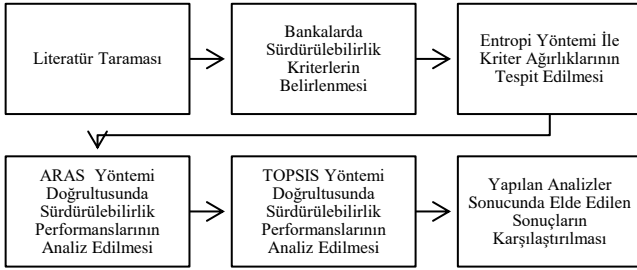 Literatür Taraması
Bankalarda
Sürdürülebilirlik
Kriterlerin
Belirlenmesi
Entropi Yöntemi İle
Kriter Ağırlıklarının
Tespit Edilmesi
ARAS Yöntemi
Doğrultusunda
Sürdürülebilirlik
Performanslarının
Analiz Edilmesi
TOPSIS Yöntemi
Doğrultusunda
Sürdürülebilirlik
Performanslarının
Analiz Edilmesi
Yapılan Analizler
Sonucunda Elde Edilen
Sonuçların
Karşılaştırılması